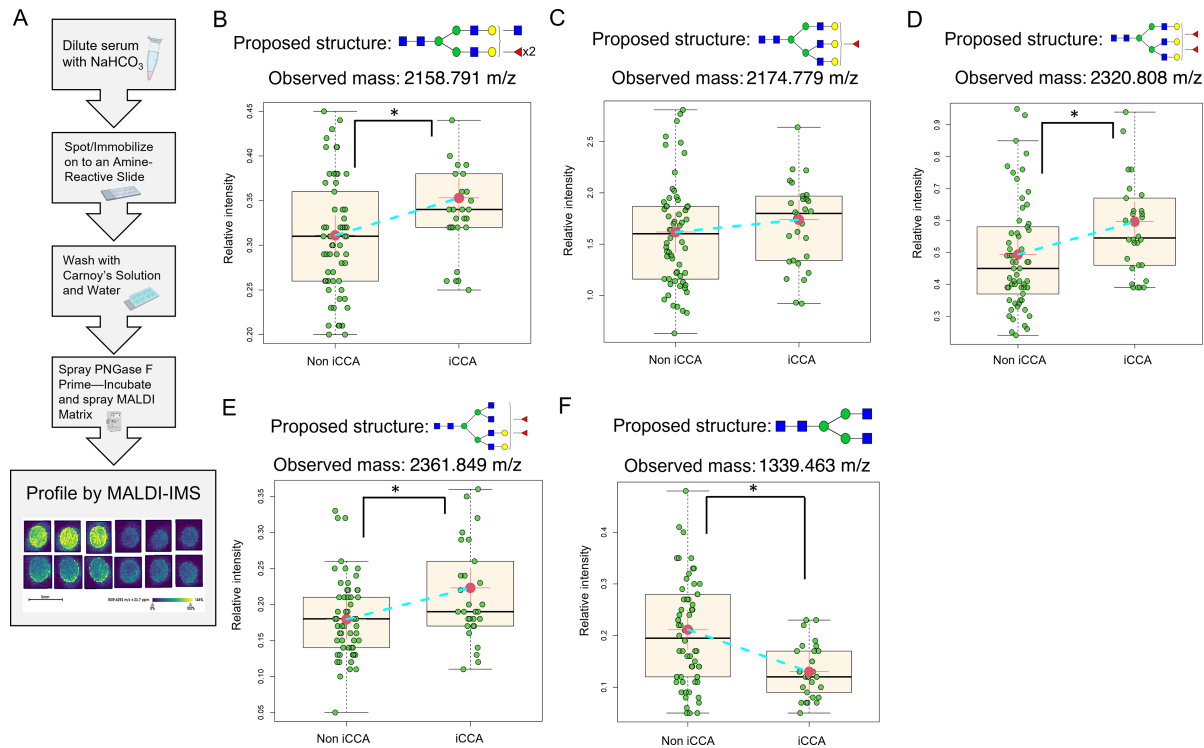 A
Dilute serum
with NaHCO3
Spot/Immobilize
on to an Amine-
Reactive Slide
Wash with
Carnoy's Solution
and Water
Spray PNGase F
Prime—Incubate
and spray MALDI
Matrix
Profile by MALDI-IMS
5mm
0%
100%
B
Proposed structure:
x2
Observed mass: 2158.791 m/z
*
Relative intensity
0.45
0.40
0.35
0.30
0.25
0.20
Non iCCA
iCCA
C
Proposed structure:
Observed mass: 2174.779 m/z
Relative intensity
2.5
2.0
1.5
1.0
Non iCCA
iCCA
D
Proposed structure:
Observed mass: 2320.808 m/z
*
Relative intensity
0.9
0.8
0.7
0.6
0.5
0.4
0.3
Non iCCA
iCCA
E
Proposed structure:
Observed mass: 2361.849 m/z
*
Relative intensity
0.35
0.30
0.25
0.20
0.15
0.10
0.05
Non iCCA
iCCA
F
Proposed structure:
Observed mass: 1339.463 m/z
*
Relative intensity
0.4
0.3
0.2
0.1
Non iCCA
iCCA